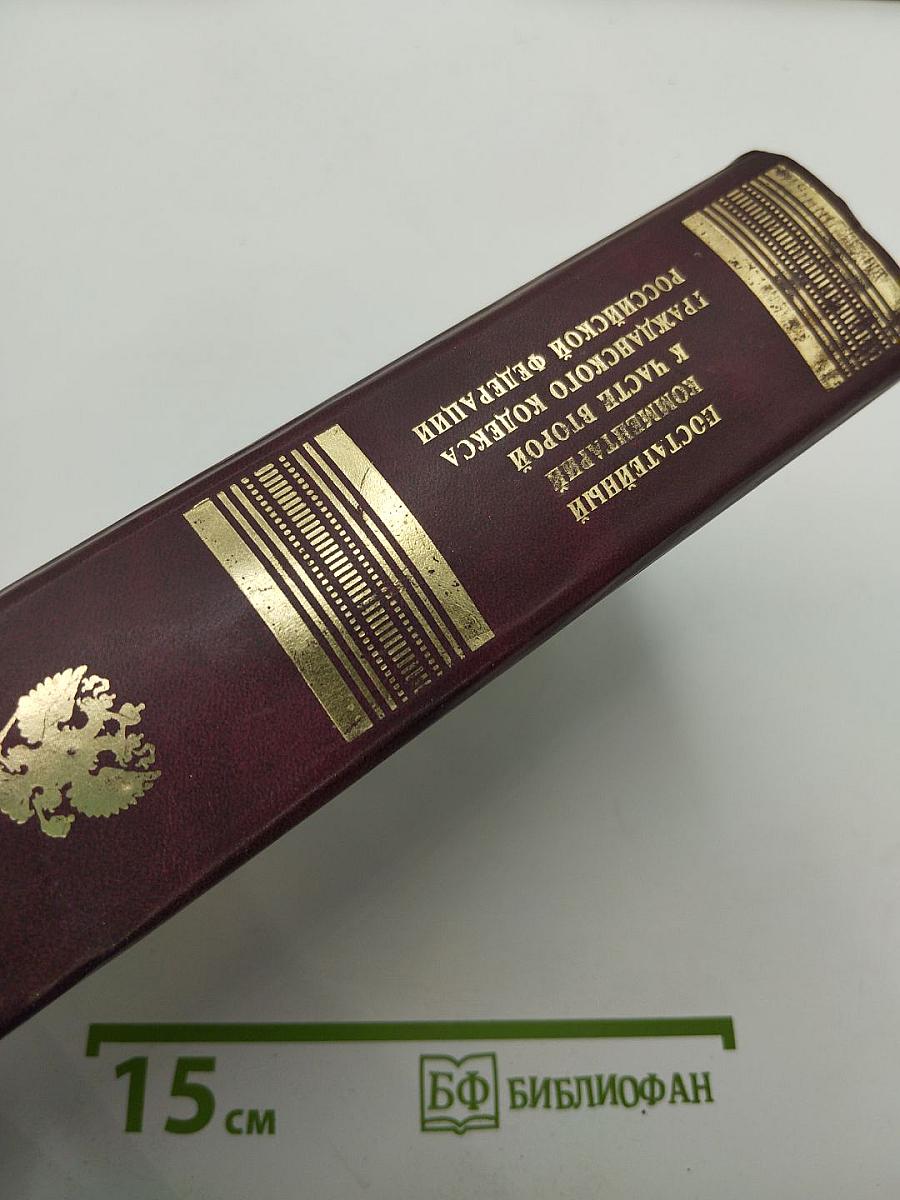 ПОСТАТЕЙНЫЙ
КОММЕНТАРИЙ
К ЧАСТИ ВТОРОЙ
ГРАЖДАНСКОГО КОДЕКСА
РОССИЙСКОЙ ФЕДЕРАЦИИ
15 см
БФ БИБЛИОФАН